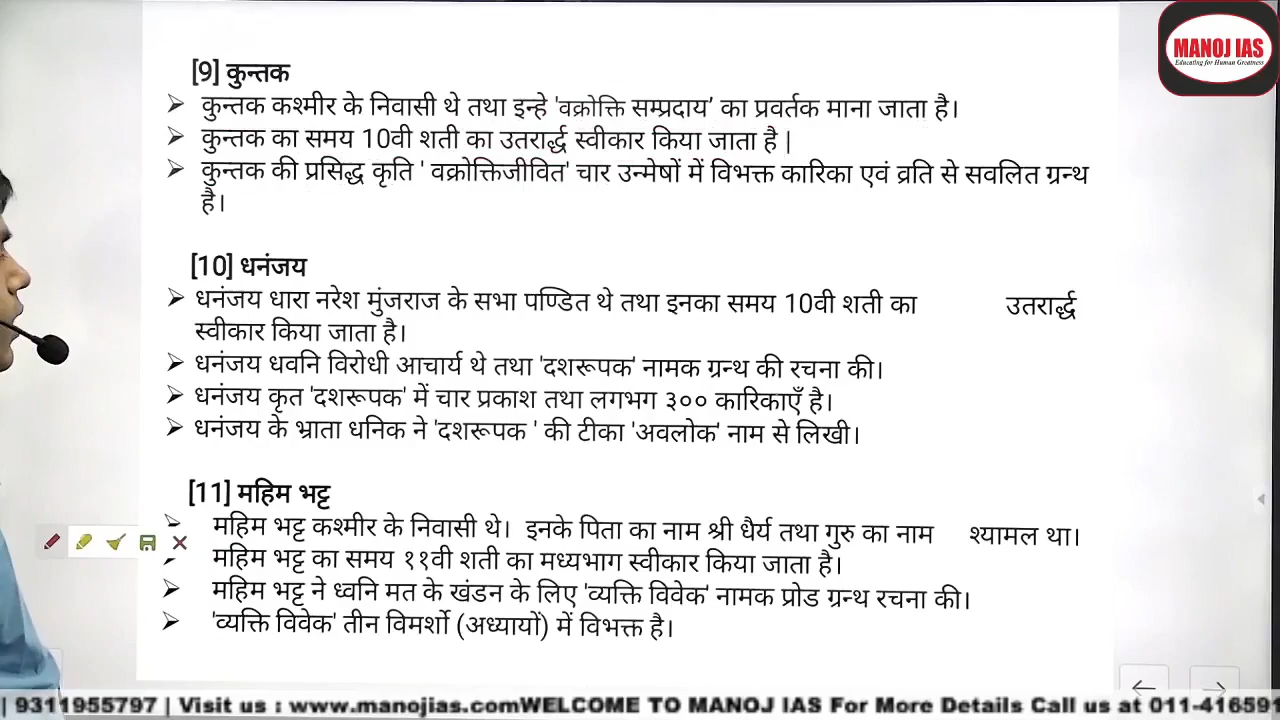 MANOJ IAS
Educating for Human Greatness
[9] कुन्तक
➢ कुन्तक कश्मीर के निवासी थे तथा इन्हे 'वक्रोक्ति सम्प्रदाय' का प्रवर्तक माना जाता है।
➢ कुन्तक का समय 10वी शती का उतरार्द्ध स्वीकार किया जाता है |
➢ कुन्तक की प्रसिद्ध कृति ' वक्रोक्तिजीवित' चार उन्मेषों में विभक्त कारिका एवं व्रति से सवलित ग्रन्थ
है।
[10] धनंजय
➢ धनंजय धारा नरेश मुंजराज के सभा पण्डित थे तथा इनका समय 10वी शती का उतरार्द्ध
स्वीकार किया जाता है।
➢ धनंजय धवनि विरोधी आचार्य थे तथा 'दशरूपक' नामक ग्रन्थ की रचना की।
➢ धनंजय कृत 'दशरूपक' में चार प्रकाश तथा लगभग ३०० कारिकाएँ है।
➢ धनंजय के भ्राता धनिक ने 'दशरूपक ' की टीका 'अवलोक' नाम से लिखी।
[11] महिम भट्ट
➢ महिम भट्ट कश्मीर के निवासी थे। इनके पिता का नाम श्री धैर्य तथा गुरु का नाम श्यामल था।
➢ महिम भट्ट का समय ११वी शती का मध्यभाग स्वीकार किया जाता है।
➢ महिम भट्ट ने ध्वनि मत के खंडन के लिए 'व्यक्ति विवेक' नामक प्रोड ग्रन्थ रचना की।
➢ 'व्यक्ति विवेक' तीन विमर्शो (अध्यायों) में विभक्त है।
| 9311955797 | Visit us : www.manojias.comWELCOME TO MANOJ IAS For More Details Call us at 011-416591